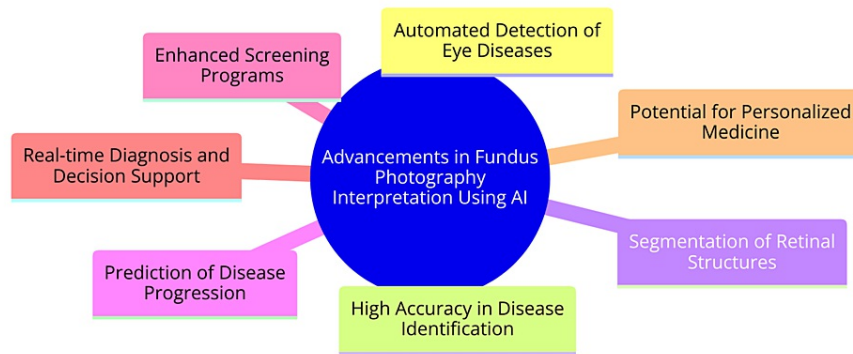 Automated Detection of
Eye Diseases
Enhanced Screening
Programs
Potential for Personalized
Medicine
Real-time Diagnosis and
Decision Support
Advancements in Fundus
Photography
Interpretation Using AI
Segmentation of Retinal
Structures
Prediction of Disease
Progression
High Accuracy in Disease
Identification